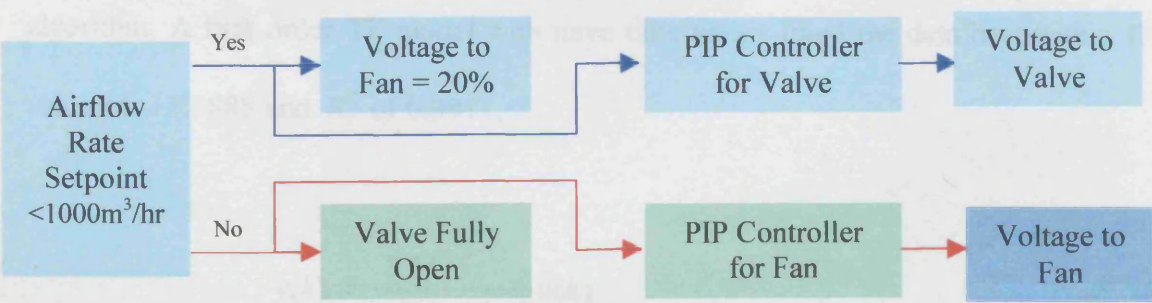 Airflow
Rate
Setpoint
<1000m³/hr
Yes
Voltage to
Fan = 20%
PIP Controller
for Valve
Voltage to
Valve
No
Valve Fully
Open
PIP Controller
for Fan
Voltage to
Fan